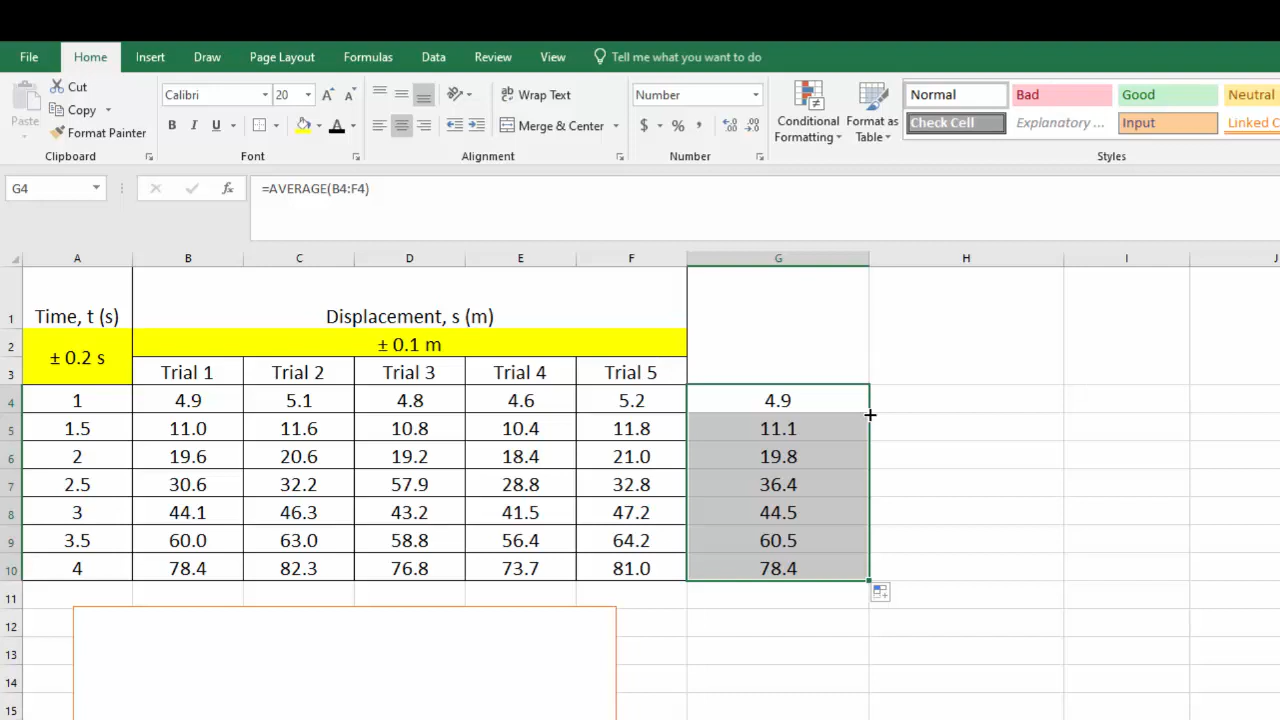 File Home Insert Draw Page Layout Formulas Data Review View Tell me what you want to do
Paste Cut Copy Format Painter Clipboard
Calibri 20 A A B I U A Font
Wrap Text Merge & Center Alignment
Number $ % , Number
Conditional Formatting Format as Table
Normal Bad Good Neutral
Check Cell Explanatory ... Input Linked C
Styles
G4 fx =AVERAGE(B4:F4)
A B C D E F G H I J
1 Time, t (s) Displacement, s (m)
2 ± 0.2 s ± 0.1 m
3 Trial 1 Trial 2 Trial 3 Trial 4 Trial 5
4 1 4.9 5.1 4.8 4.6 5.2 4.9
5 1.5 11.0 11.6 10.8 10.4 11.8 11.1
6 2 19.6 20.6 19.2 18.4 21.0 19.8
7 2.5 30.6 32.2 57.9 28.8 32.8 36.4
8 3 44.1 46.3 43.2 41.5 47.2 44.5
9 3.5 60.0 63.0 58.8 56.4 64.2 60.5
10 4 78.4 82.3 76.8 73.7 81.0 78.4
11
12
13
14
15